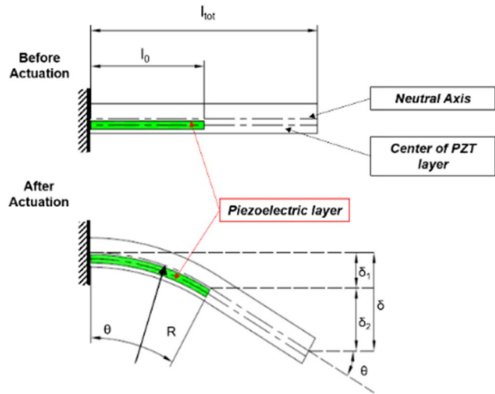 l_tot
Before
Actuation
l_0
Neutral Axis
Center of PZT
layer
After
Actuation
Piezoelectric layer
θ
R
δ_1
δ_2
δ
θ